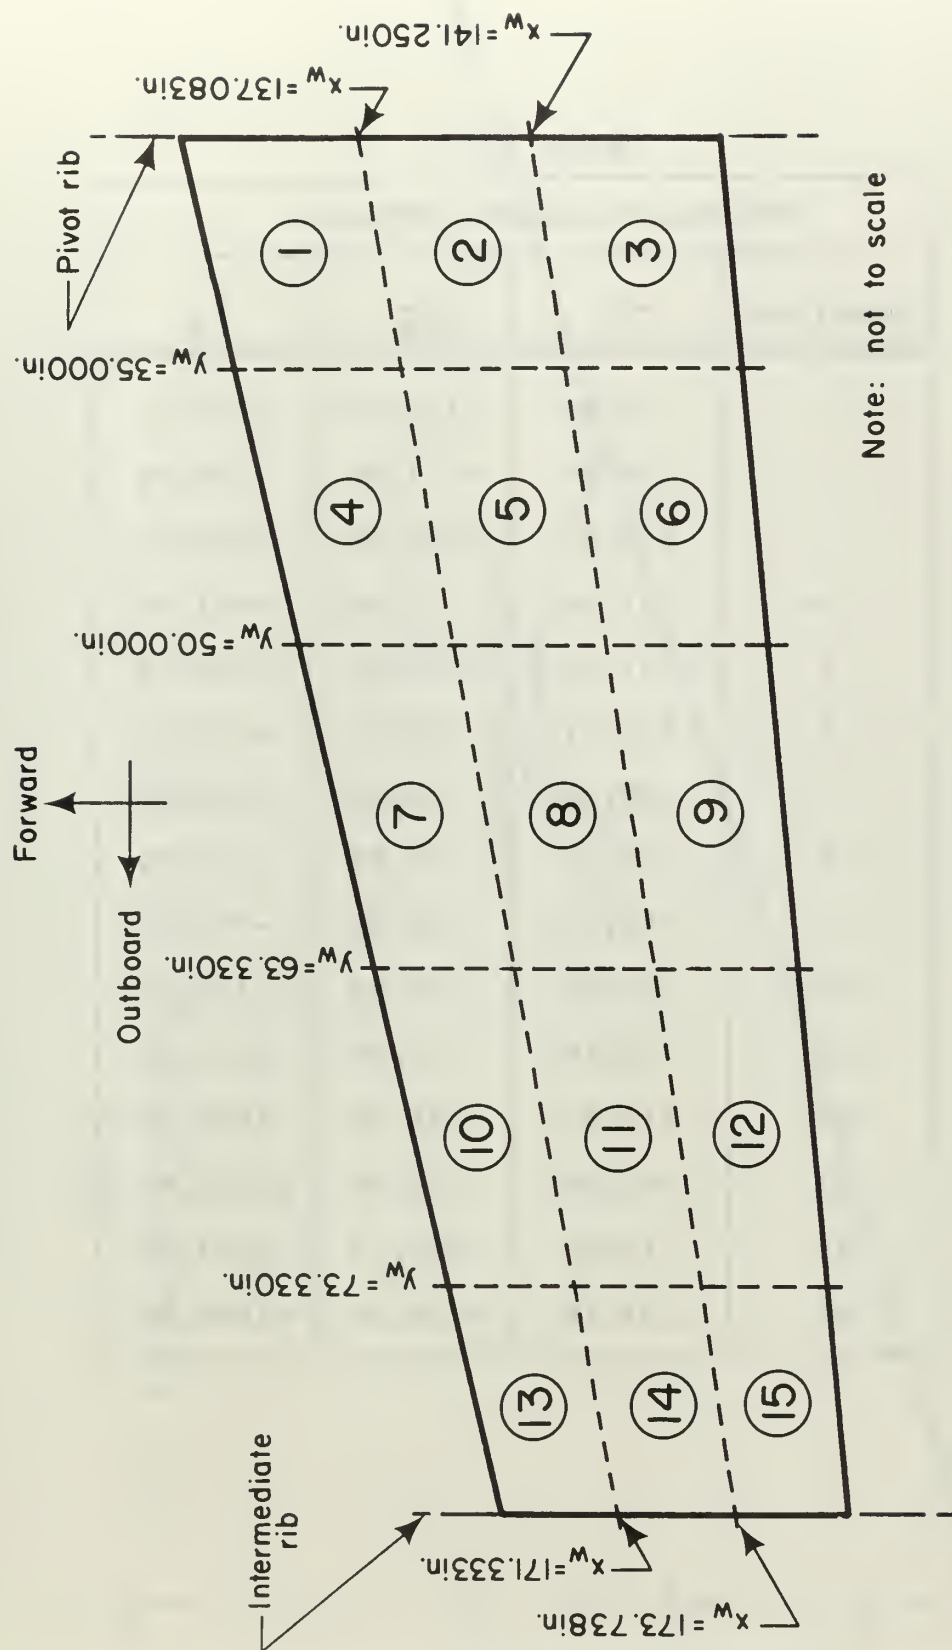 Intermediate
rib
Forward
Outboard
Pivot rib
y_w =73.330in.
y_w =63.330in.
y_w =50.000in.
y_w =35.000in.
x_w =137.083in.
x_w =141.250in.
x_w =171.333in.
x_w =173.738in.
1
2
3
4
5
6
7
8
9
10
11
12
13
14
15
Note: not to scale